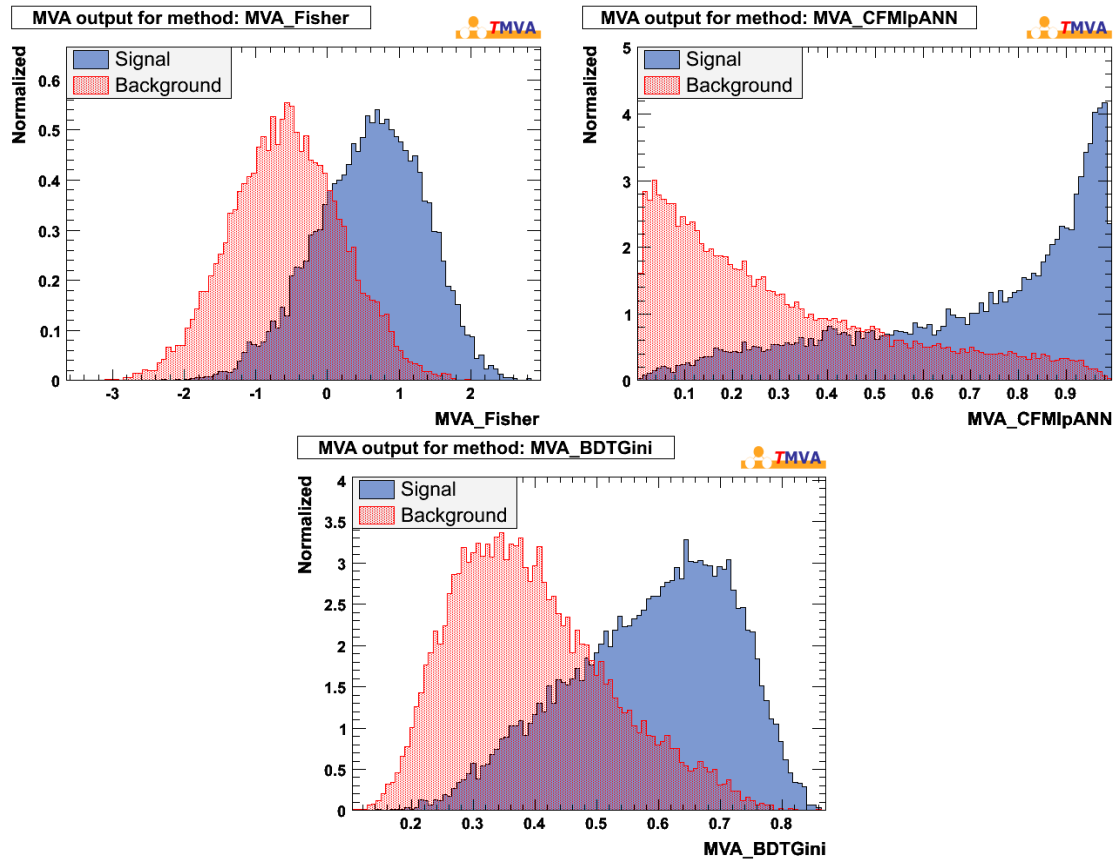 MVA output for method: MVA_Fisher
TMVA
Normalized
Signal
Background
0.6
0.5
0.4
0.3
0.2
0.1
0
-3 -2 -1 0 1 2
MVA_Fisher
MVA output for method: MVA_CFMlpANN
TMVA
Normalized
Signal
Background
5
4
3
2
1
0
0.1 0.2 0.3 0.4 0.5 0.6 0.7 0.8 0.9
MVA_CFMlpANN
MVA output for method: MVA_BDTGini
TMVA
Normalized
Signal
Background
4
3.5
3
2.5
2
1.5
1
0.5
0
0.2 0.3 0.4 0.5 0.6 0.7 0.8
MVA_BDTGini